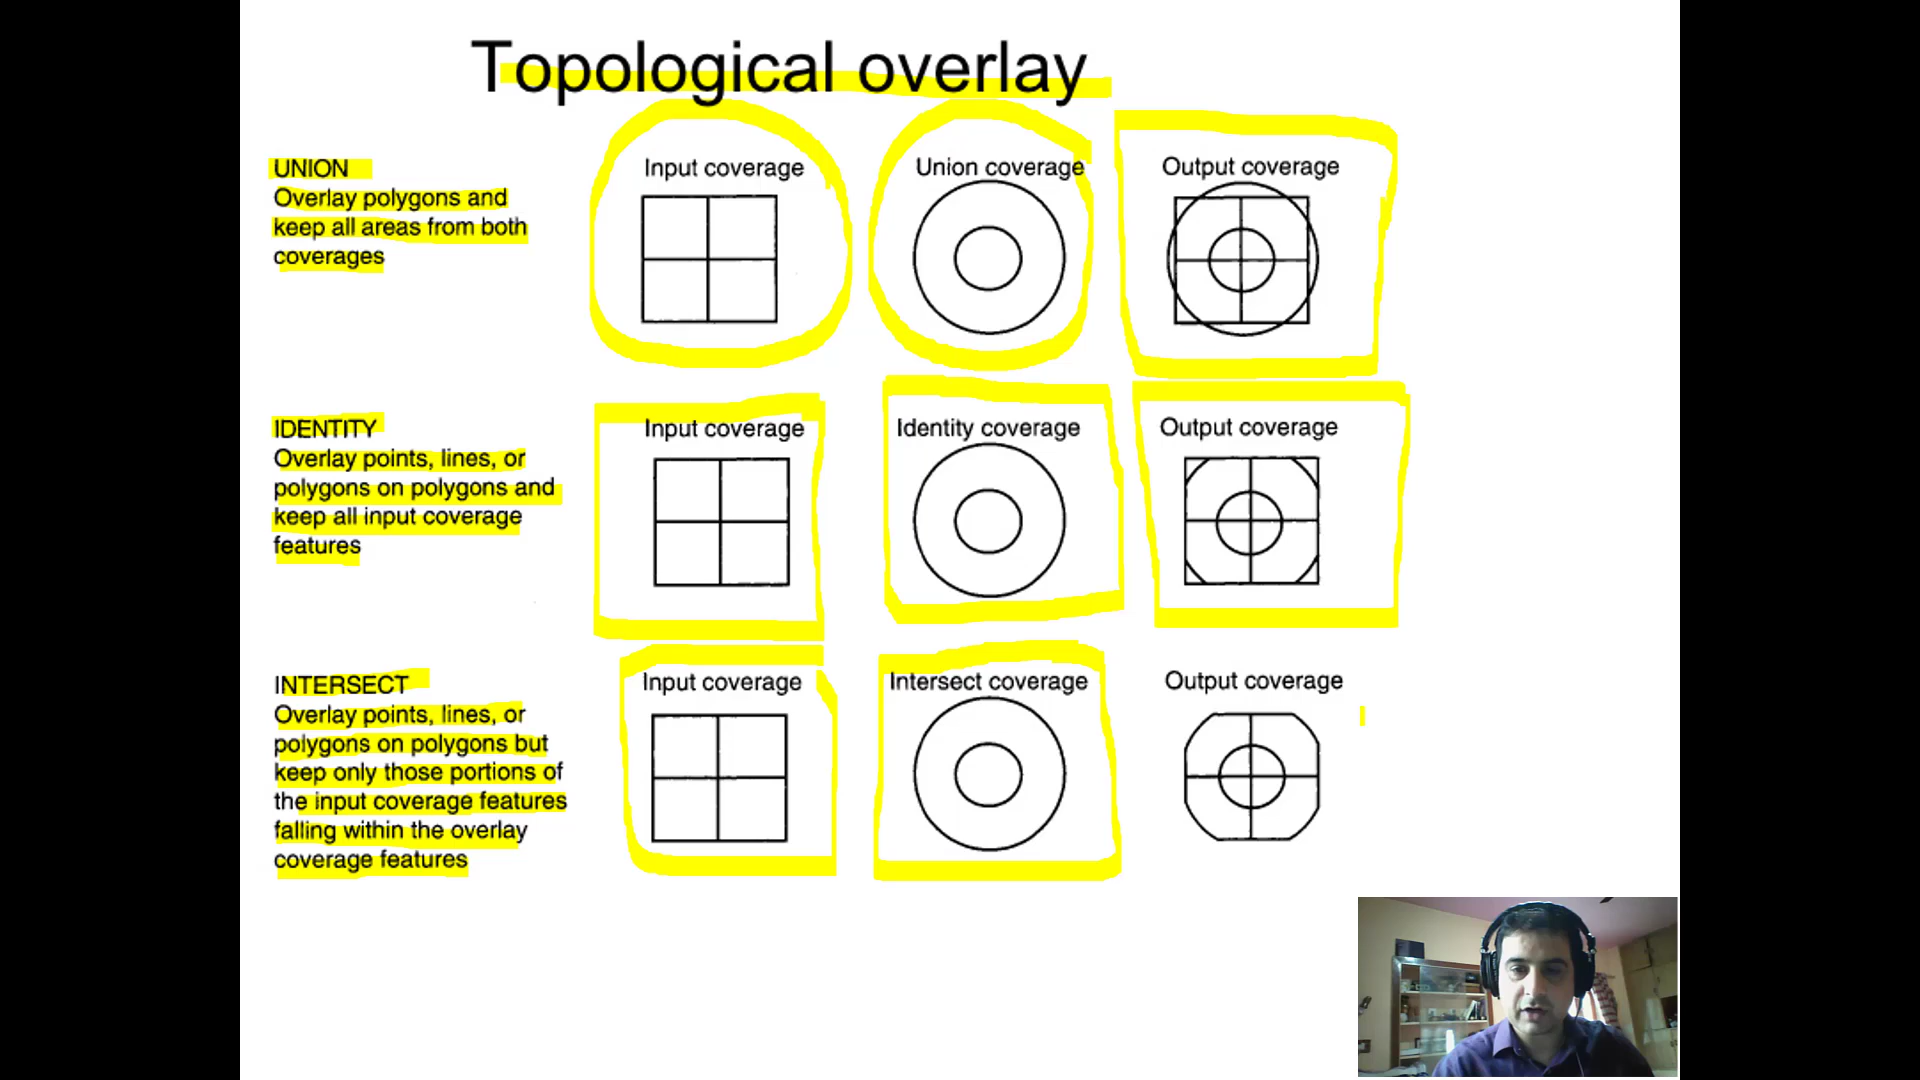 Topological overlay
UNION
Overlay polygons and
keep all areas from both
coverages
Input coverage
Union coverage
Output coverage
IDENTITY
Overlay points, lines, or
polygons on polygons and
keep all input coverage
features
Input coverage
Identity coverage
Output coverage
INTERSECT
Overlay points, lines, or
polygons on polygons but
keep only those portions of
the input coverage features
falling within the overlay
coverage features
Input coverage
Intersect coverage
Output coverage